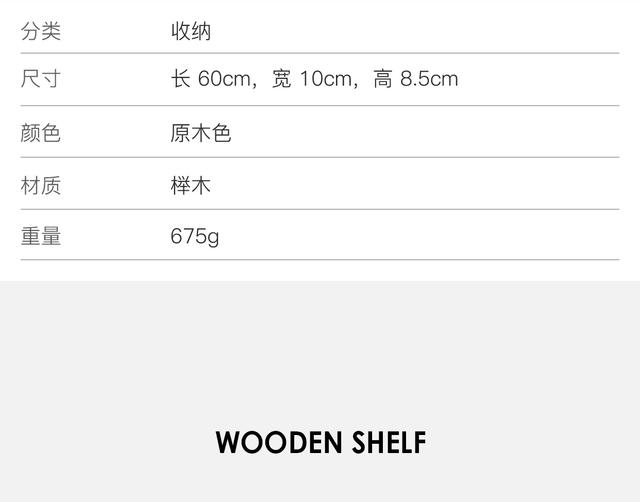 分类 收纳
尺寸 长 60cm，宽 10cm，高 8.5cm
颜色 原木色
材质 榉木
重量 675g
WOODEN SHELF